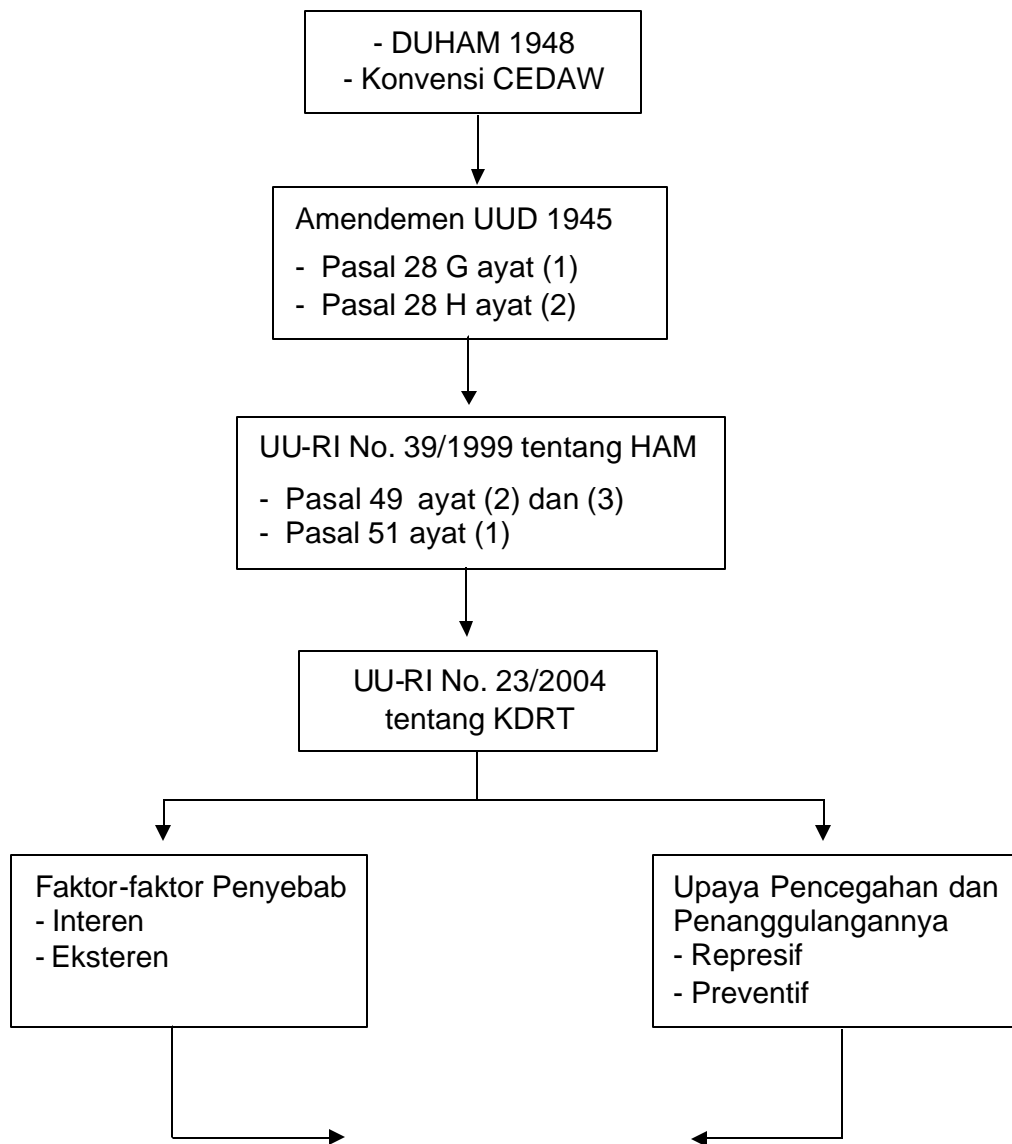 - DUHAM 1948
- Konvensi CEDAW
Amendemen UUD 1945
- Pasal 28 G ayat (1)
- Pasal 28 H ayat (2)
UU-RI No. 39/1999 tentang HAM
- Pasal 49 ayat (2) dan (3)
- Pasal 51 ayat (1)
UU-RI No. 23/2004
tentang KDRT
Faktor-faktor Penyebab
- Interen
- Eksteren
Upaya Pencegahan dan
Penanggulangannya
- Represif
- Preventif